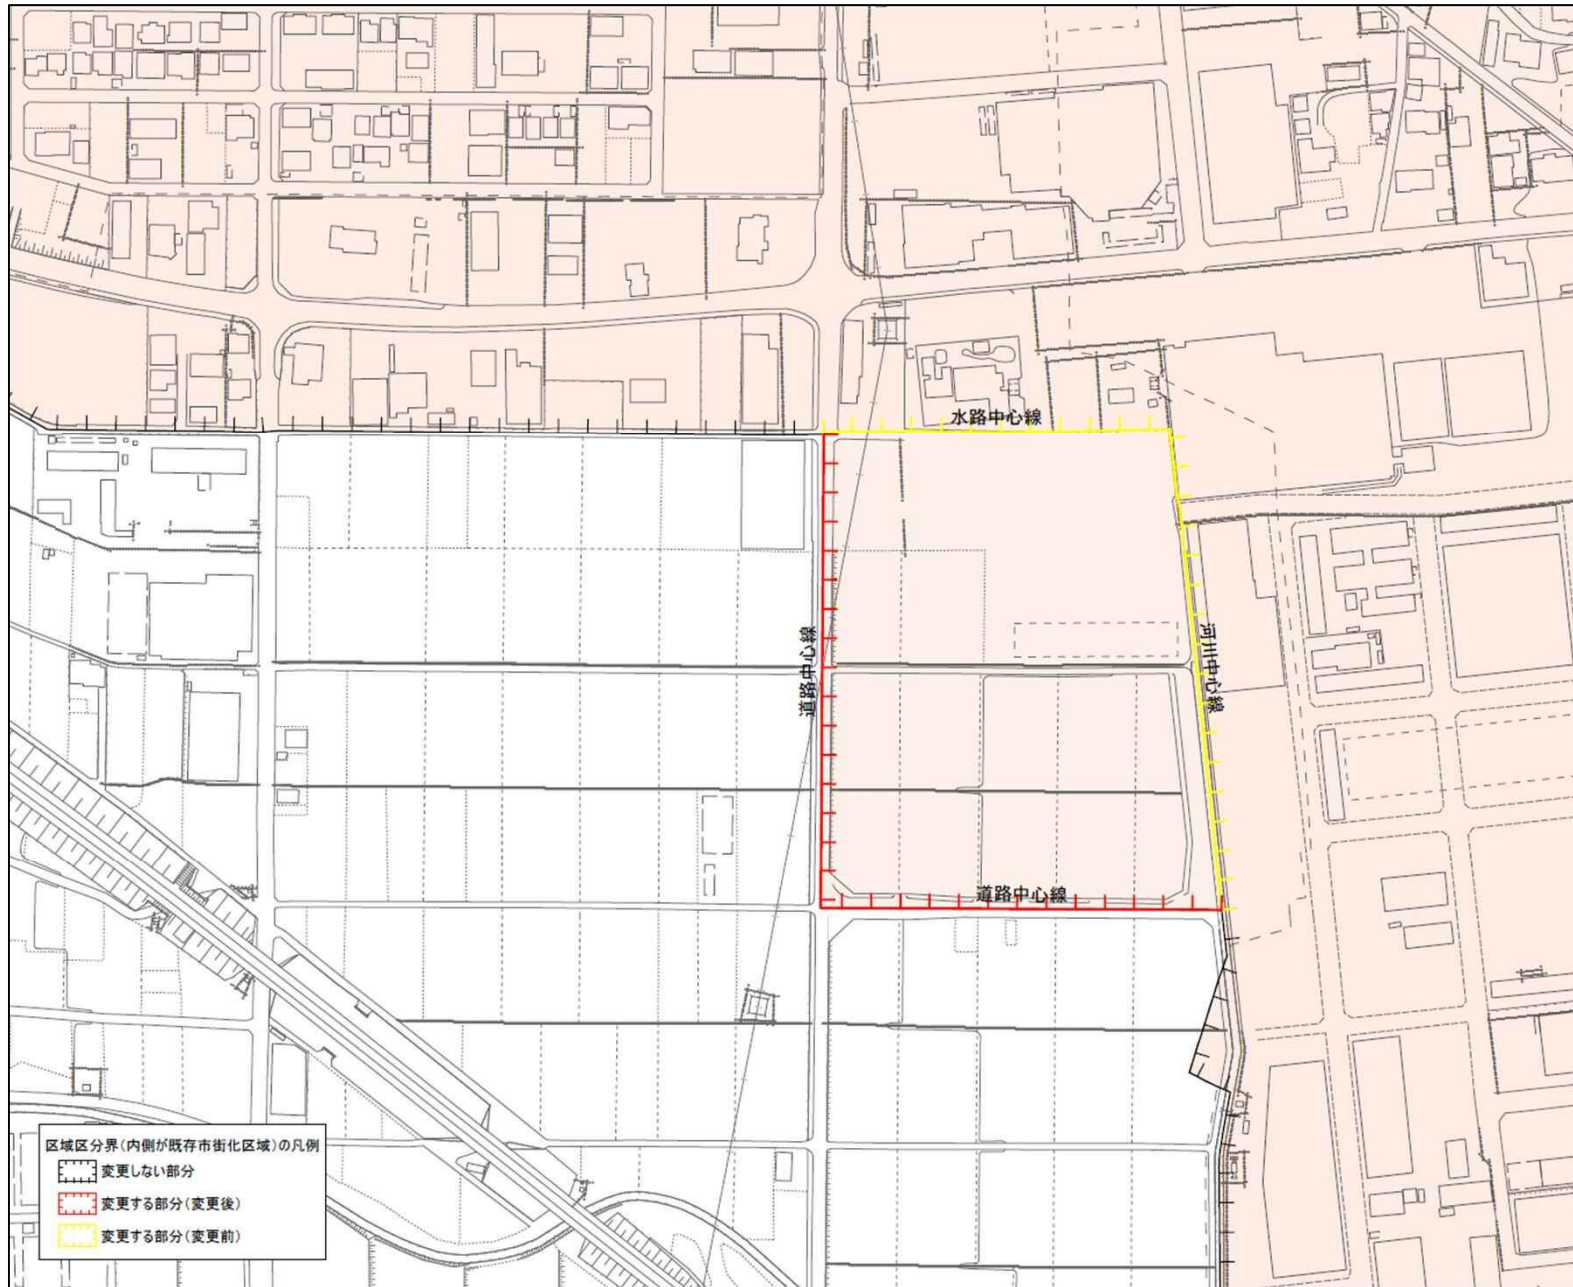 水路中心線
河川中心線
道路中心線
道路中心線
区域区分界（内側が既存市街化区域）の凡例
変更しない部分
変更する部分（変更後）
変更する部分（変更前）